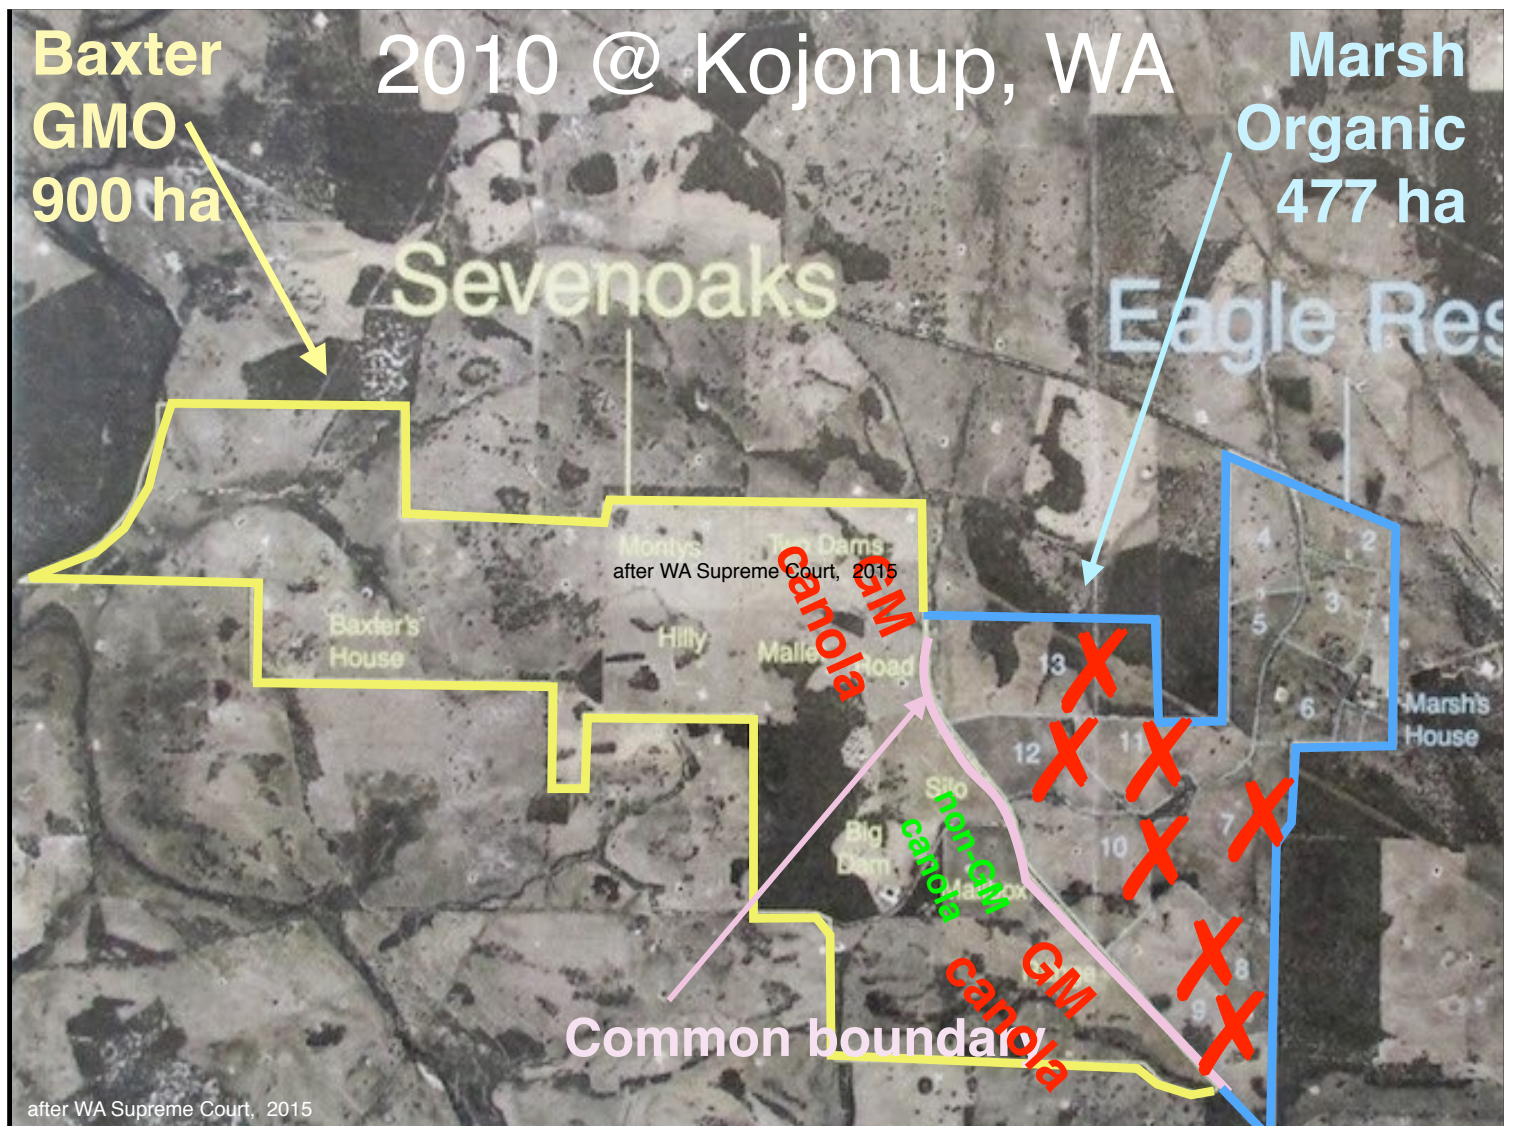 Baxter
GMO
900 ha
2010 @ Kojonup, WA
Marsh
Organic
477 ha
Sevenoaks
Eagle Res
Montys
Two Dams
after WA Supreme Court, 2015
GM
canola
Baxter's
House
Hilly
Road
4
2
3
5
1
6
Marsh's
House
13
12
11
7
10
8
9
Silo
Big
Dam
Mailbox
non-GM
canola
GM
canola
Common boundary
after WA Supreme Court, 2015